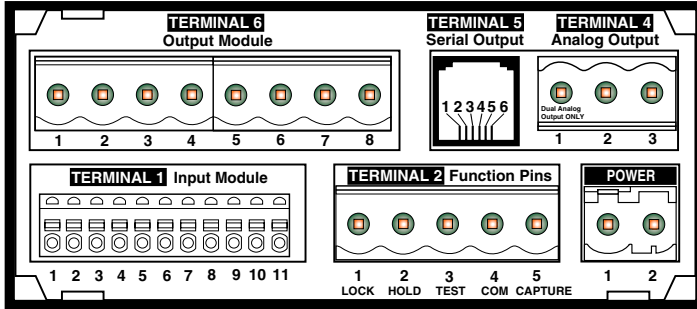 TERMINAL 6
Output Module
1 2 3 4 5 6 7 8
TERMINAL 5
Serial Output
1 2 3 4 5 6
TERMINAL 4
Analog Output
Dual Analog
Output ONLY
1 2 3
TERMINAL 1 Input Module
1 2 3 4 5 6 7 8 9 10 11
TERMINAL 2 Function Pins
1 2 3 4 5
LOCK HOLD TEST COM CAPTURE
POWER
1 2